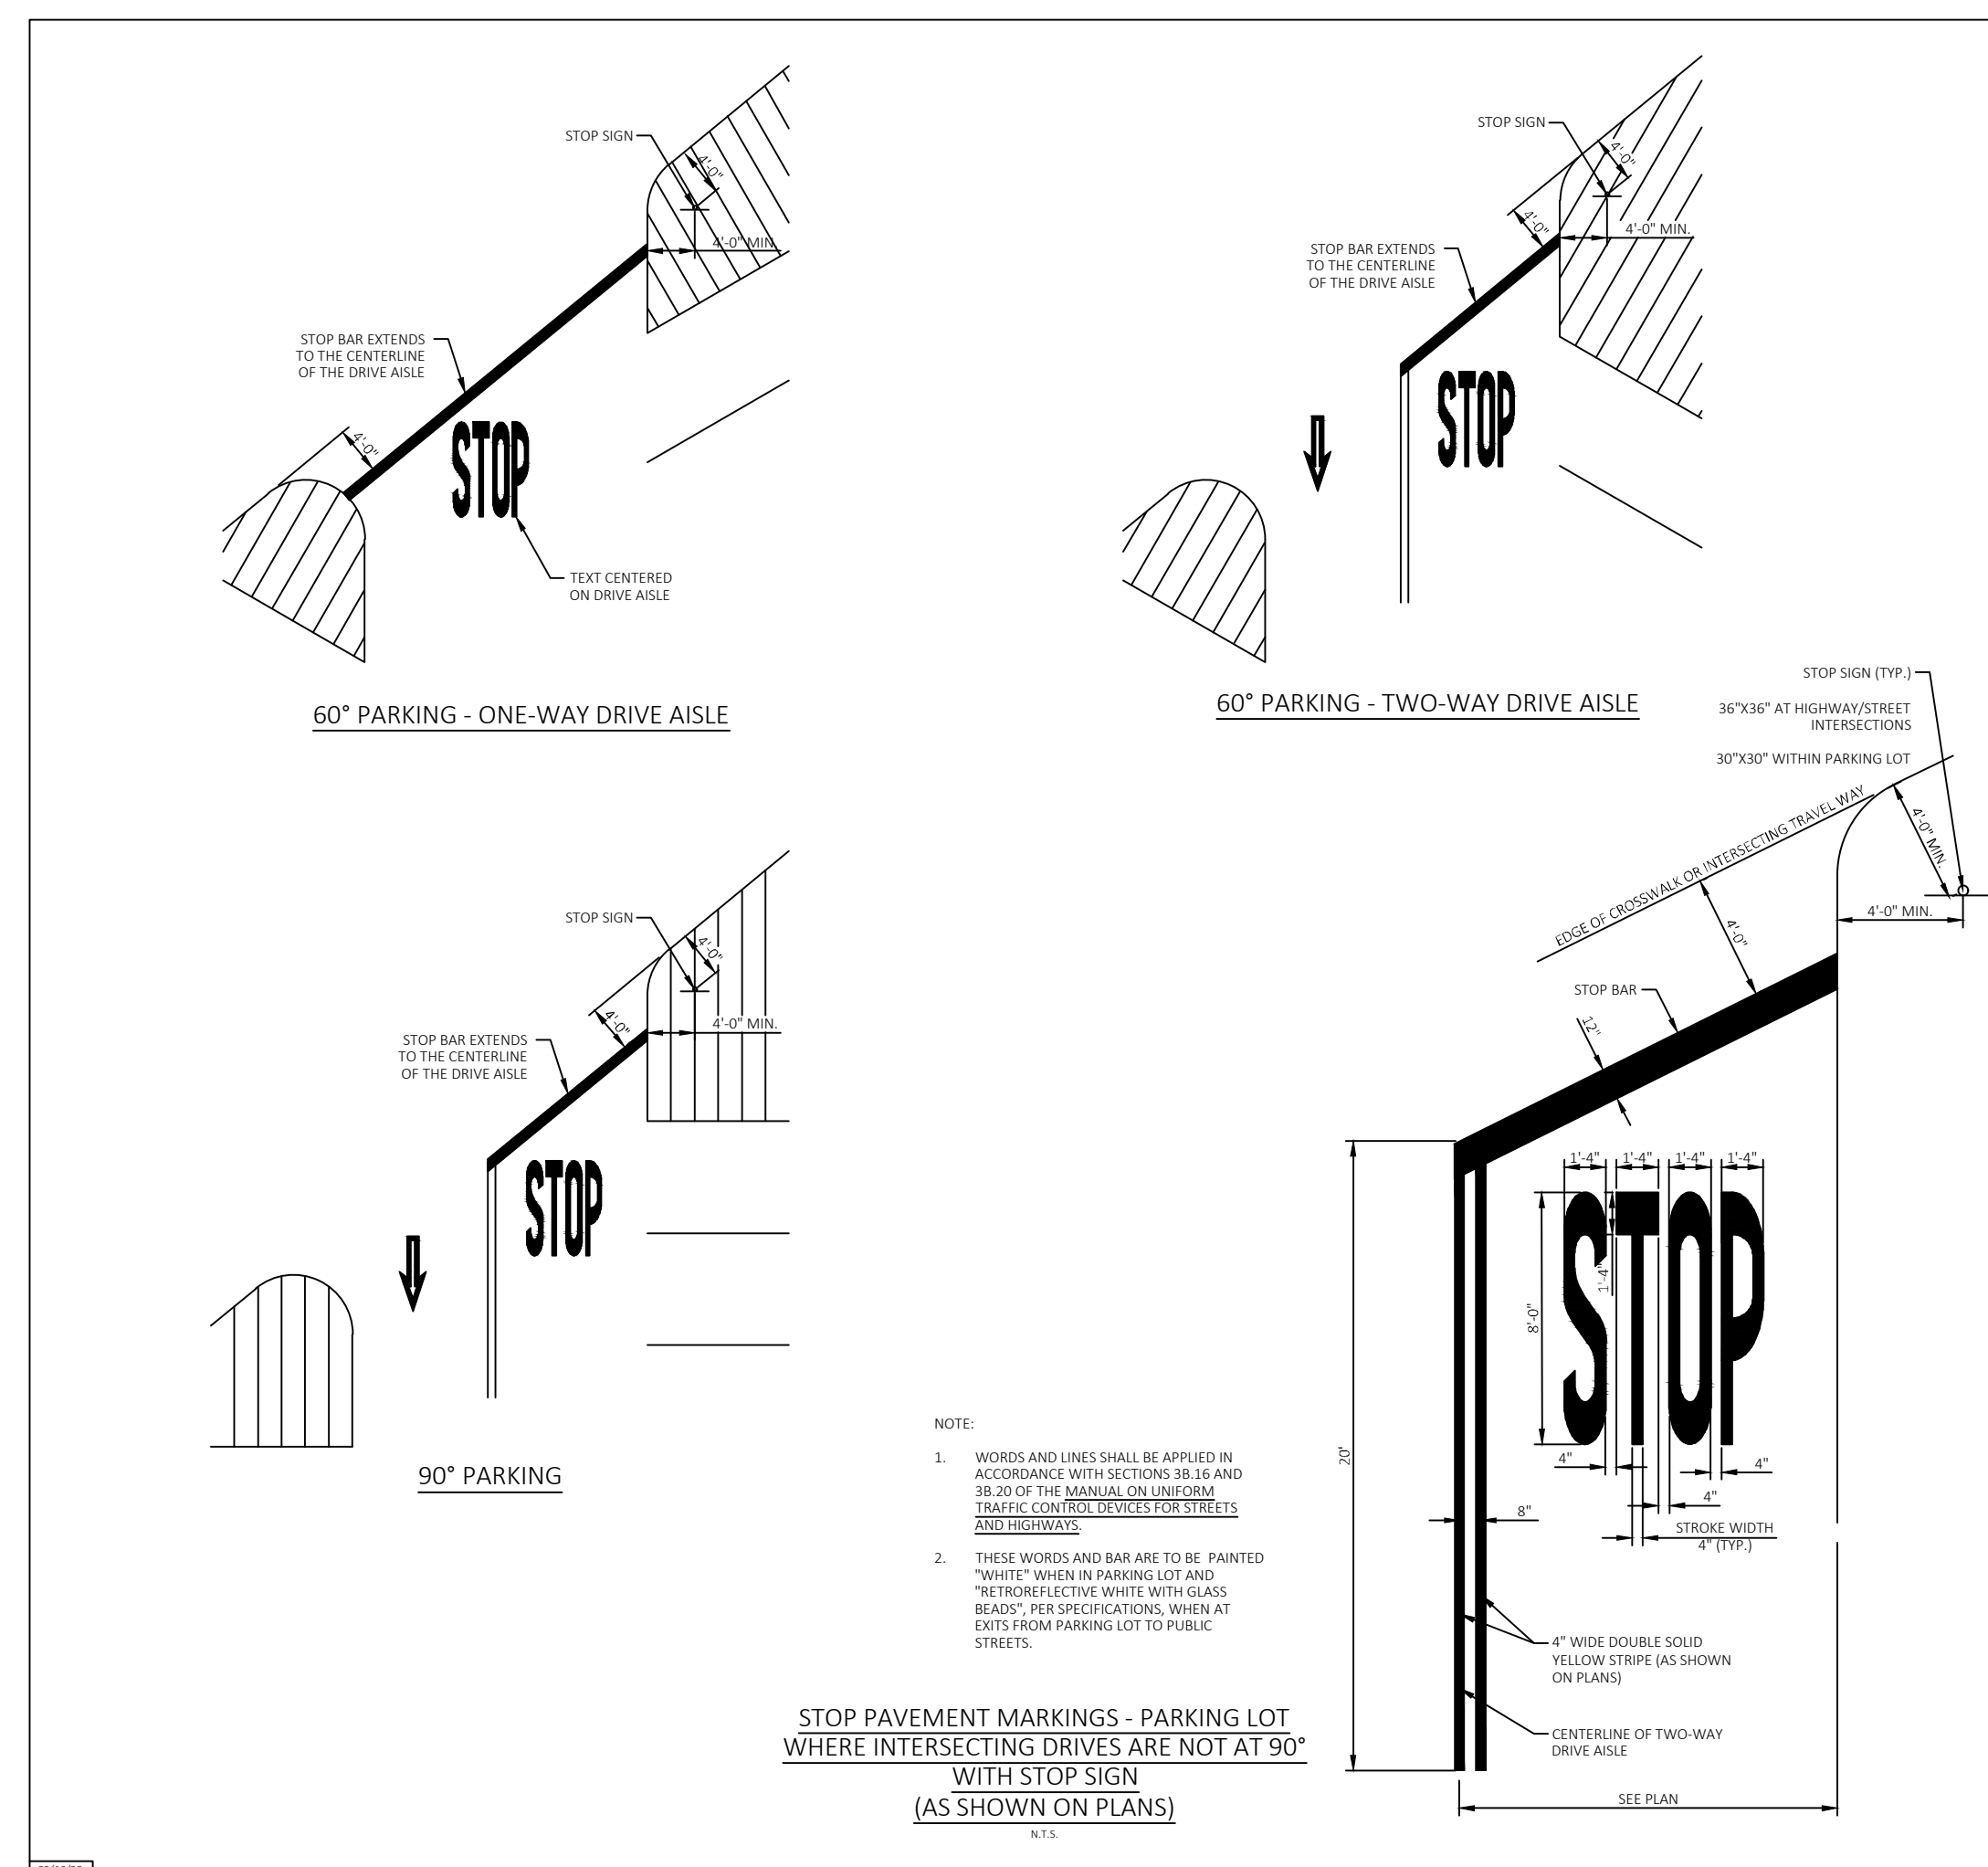 STOP SIGN
4'-0"
4'-0" MIN.
STOP BAR EXTENDS
TO THE CENTERLINE
OF THE DRIVE AISLE
4'-0"
STOP
TEXT CENTERED
ON DRIVE AISLE
60° PARKING - ONE-WAY DRIVE AISLE
STOP SIGN
4'-0"
4'-0"
4'-0" MIN.
STOP BAR EXTENDS
TO THE CENTERLINE
OF THE DRIVE AISLE
STOP
60° PARKING - TWO-WAY DRIVE AISLE
STOP SIGN
4'-0"
4'-0"
4'-0" MIN.
STOP BAR EXTENDS
TO THE CENTERLINE
OF THE DRIVE AISLE
STOP
90° PARKING
STOP SIGN (TYP.)
36"X36" AT HIGHWAY/STREET
INTERSECTIONS
30"X30" WITHIN PARKING LOT
EDGE OF CROSSWALK OR INTERSECTING TRAVEL WAY
4'-0" MIN.
4'-0" MIN.
4'-0"
STOP BAR
12"
1'-4"
1'-4"
1'-4"
1'-4"
1'-4"
8'-0"
STOP
20'
4"
4"
4"
8"
STROKE WIDTH
4" (TYP.)
4" WIDE DOUBLE SOLID
YELLOW STRIPE (AS SHOWN
ON PLANS)
CENTERLINE OF TWO-WAY
DRIVE AISLE
SEE PLAN
NOTE:
1. WORDS AND LINES SHALL BE APPLIED IN
ACCORDANCE WITH SECTIONS 3B.16 AND
3B.20 OF THE MANUAL ON UNIFORM
TRAFFIC CONTROL DEVICES FOR STREETS
AND HIGHWAYS.
2. THESE WORDS AND BAR ARE TO BE PAINTED
"WHITE" WHEN IN PARKING LOT AND
"RETROREFLECTIVE WHITE WITH GLASS
BEADS", PER SPECIFICATIONS, WHEN AT
EXITS FROM PARKING LOT TO PUBLIC
STREETS.
STOP PAVEMENT MARKINGS - PARKING LOT
WHERE INTERSECTING DRIVES ARE NOT AT 90°
WITH STOP SIGN
(AS SHOWN ON PLANS)
N.T.S.